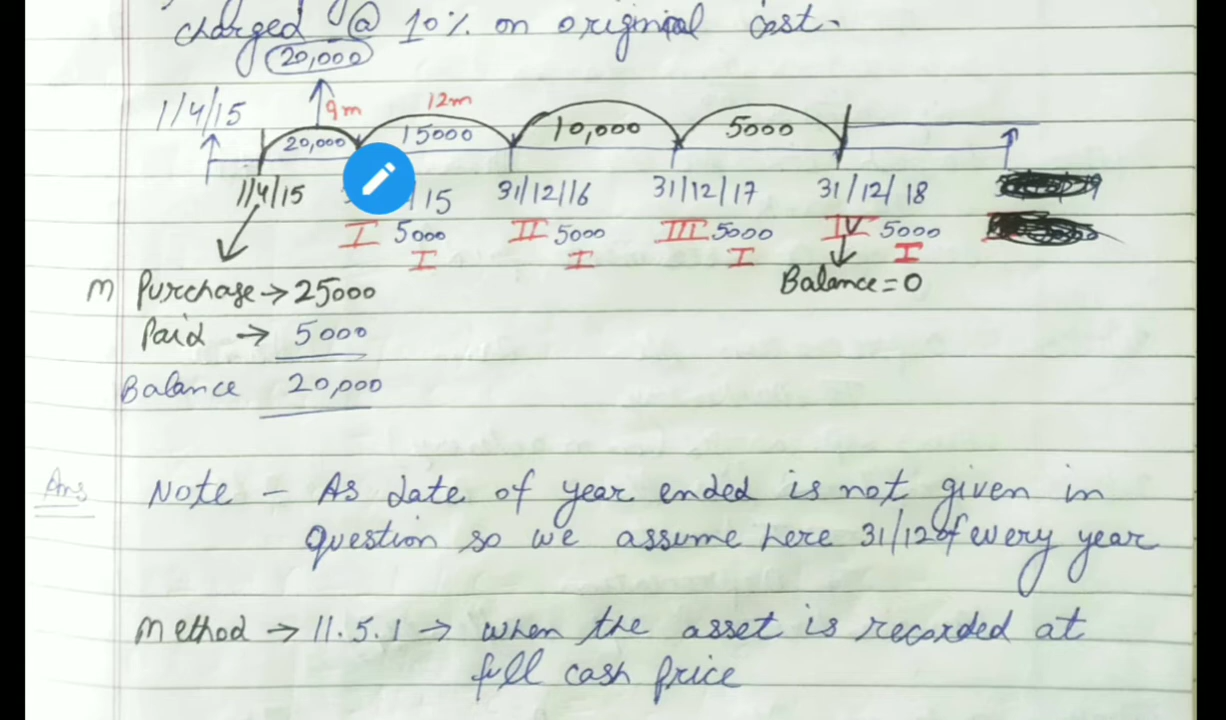 charged @ 10% on original cost.
20,000
1/4/15 9m 12m
20,000 15000 10,000 5000
1/4/15 /15 31/12/16 31/12/17 31/12/18
I 5000 II 5000 III 5000 IV 5000
I I I I
Balance = 0
M Purchase → 25000
Paid → 5000
Balance 20,000
Ans Note - As date of year ended is not given in
question so we assume here 31/12 of every year
Method → 11.5.1 → when the asset is recorded at
full cash price